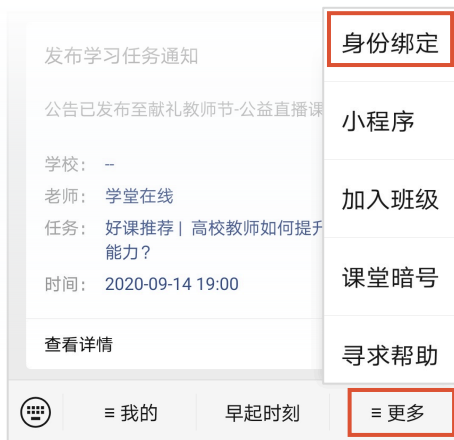 发布学习任务通知
公告已发布至献礼教师节-公益直播课
学校： --
老师： 学堂在线
任务： 好课推荐 | 高校教师如何提升
能力？
时间： 2020-09-14 19:00
查看详情
身份绑定
小程序
加入班级
课堂暗号
寻求帮助
≡ 我的
早起时刻
≡ 更多